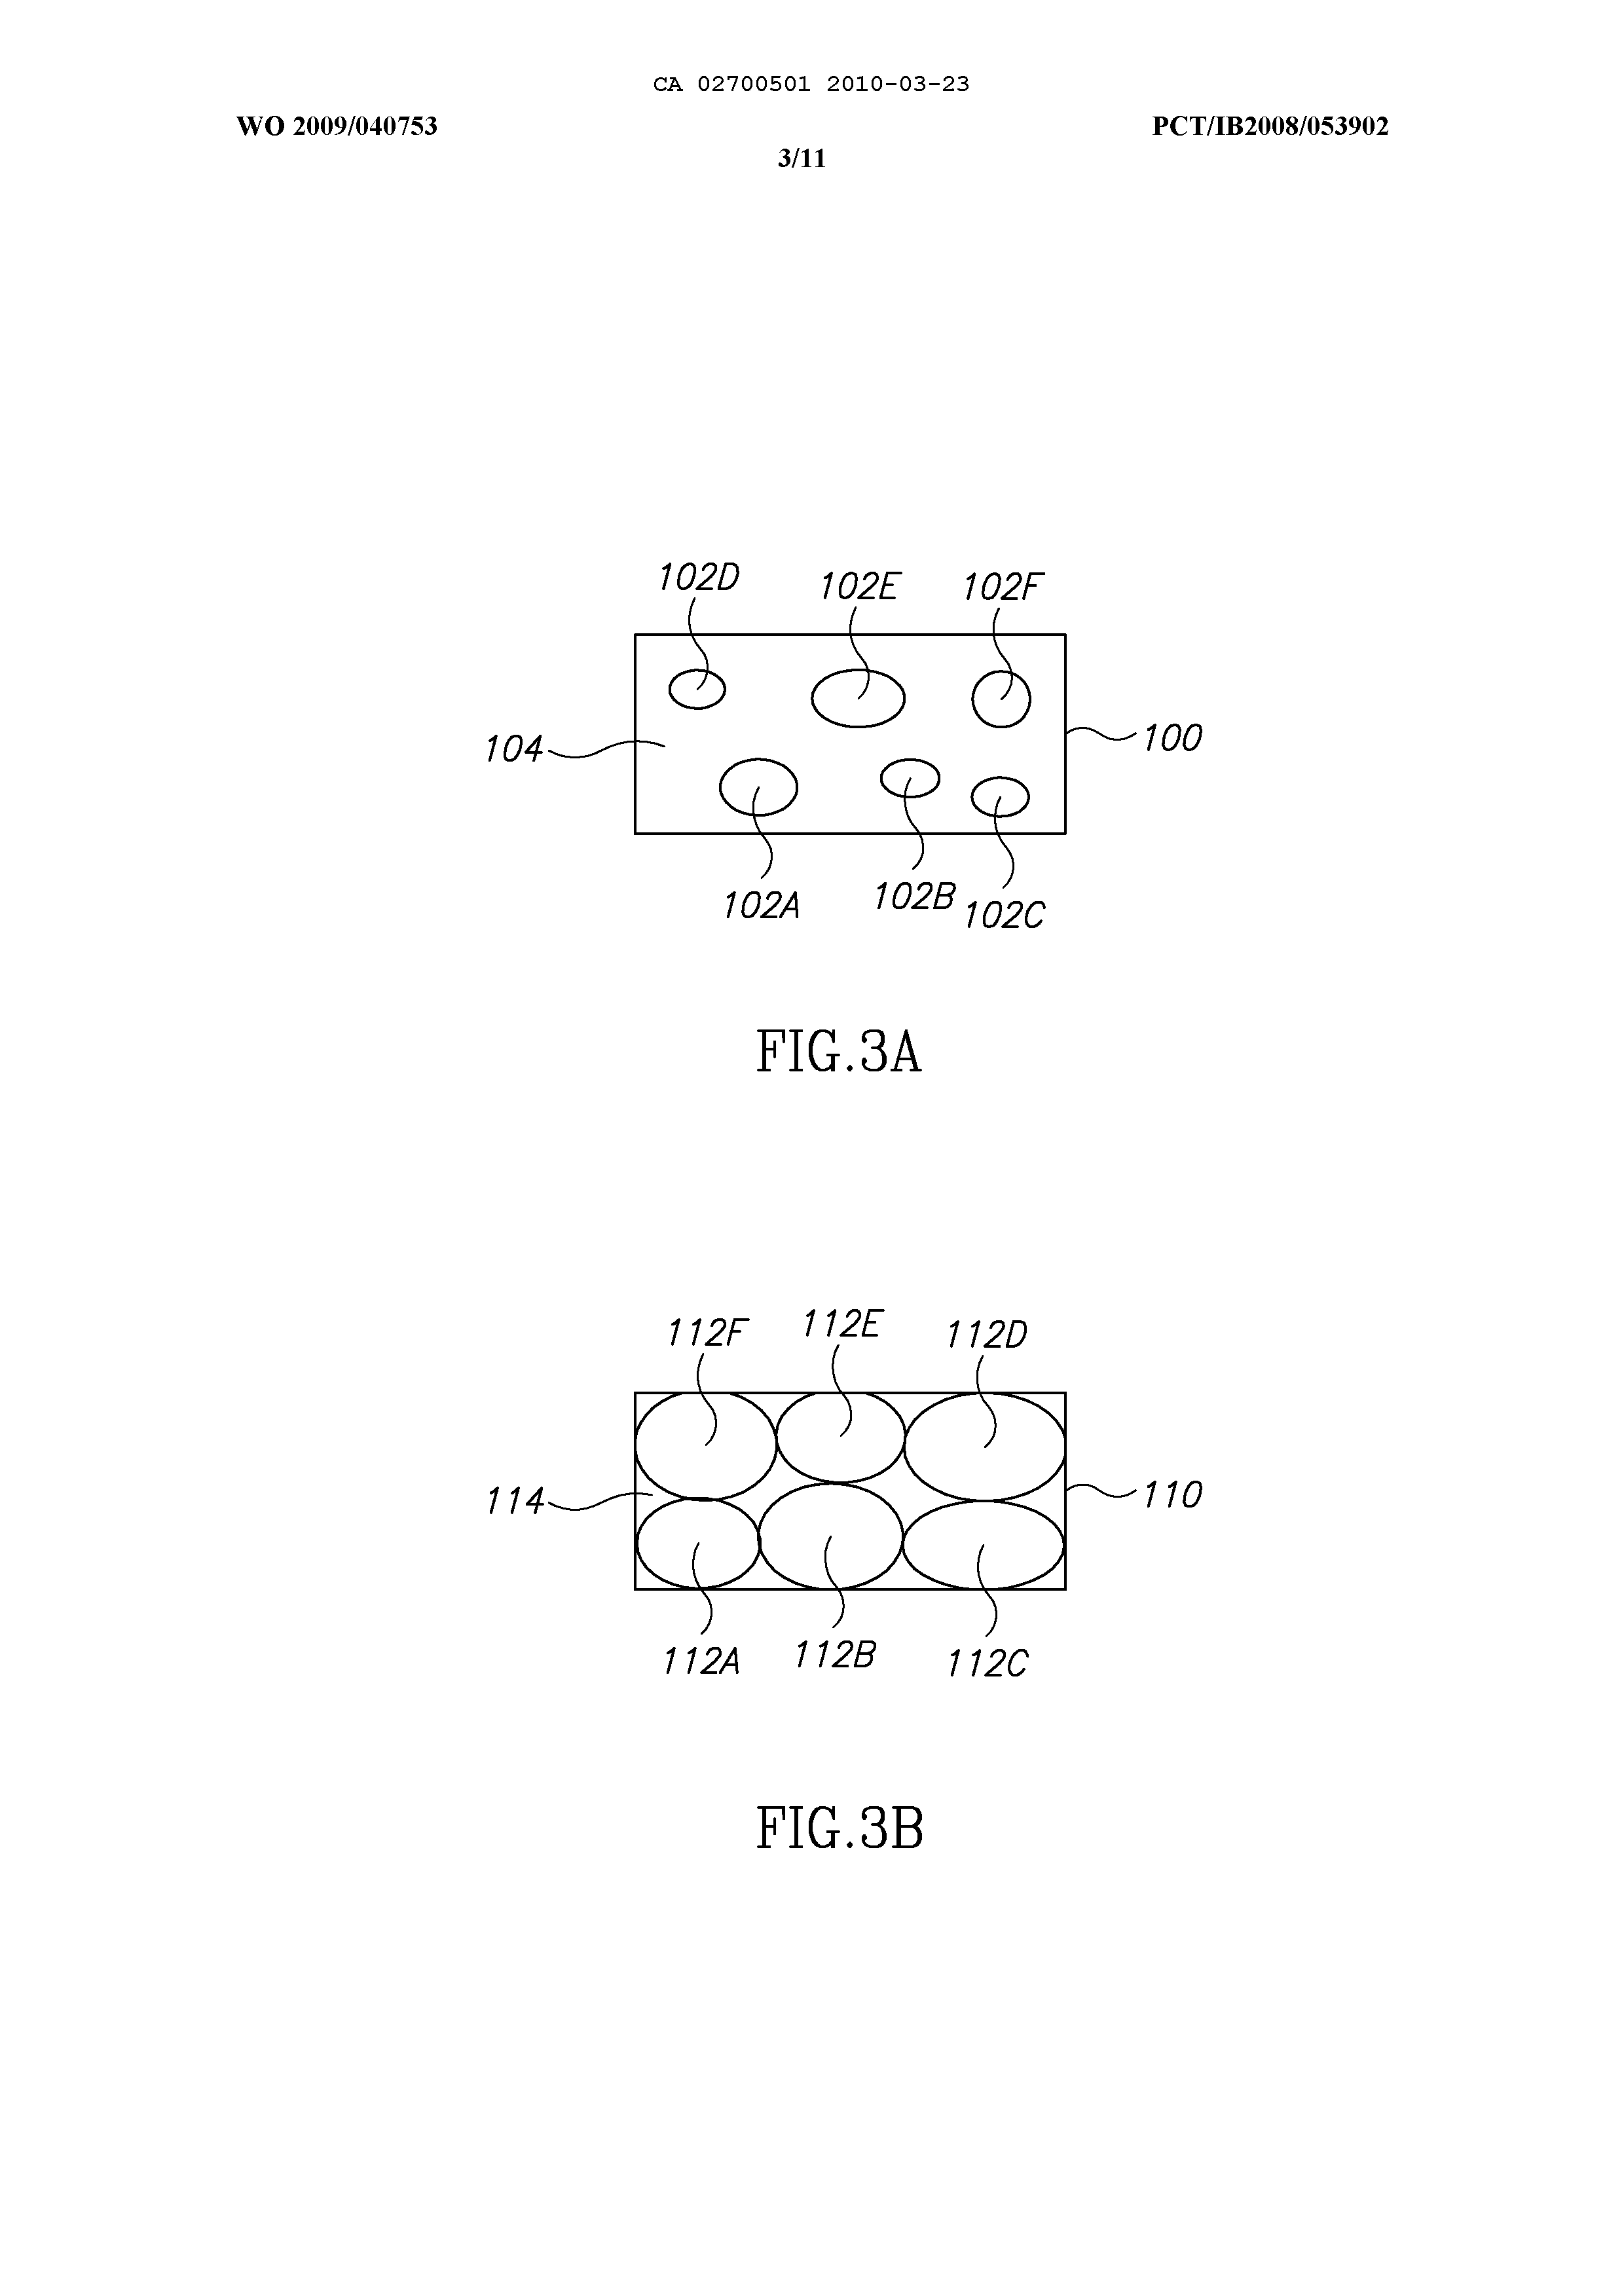 CA 02700501 2010-03-23
WO 2009/040753 PCT/IB2008/053902
3/11
102D 102E 102F
104 100
102A 102B 102C
FIG.3A
112F 112E 112D
114 110
112A 112B 112C
FIG.3B